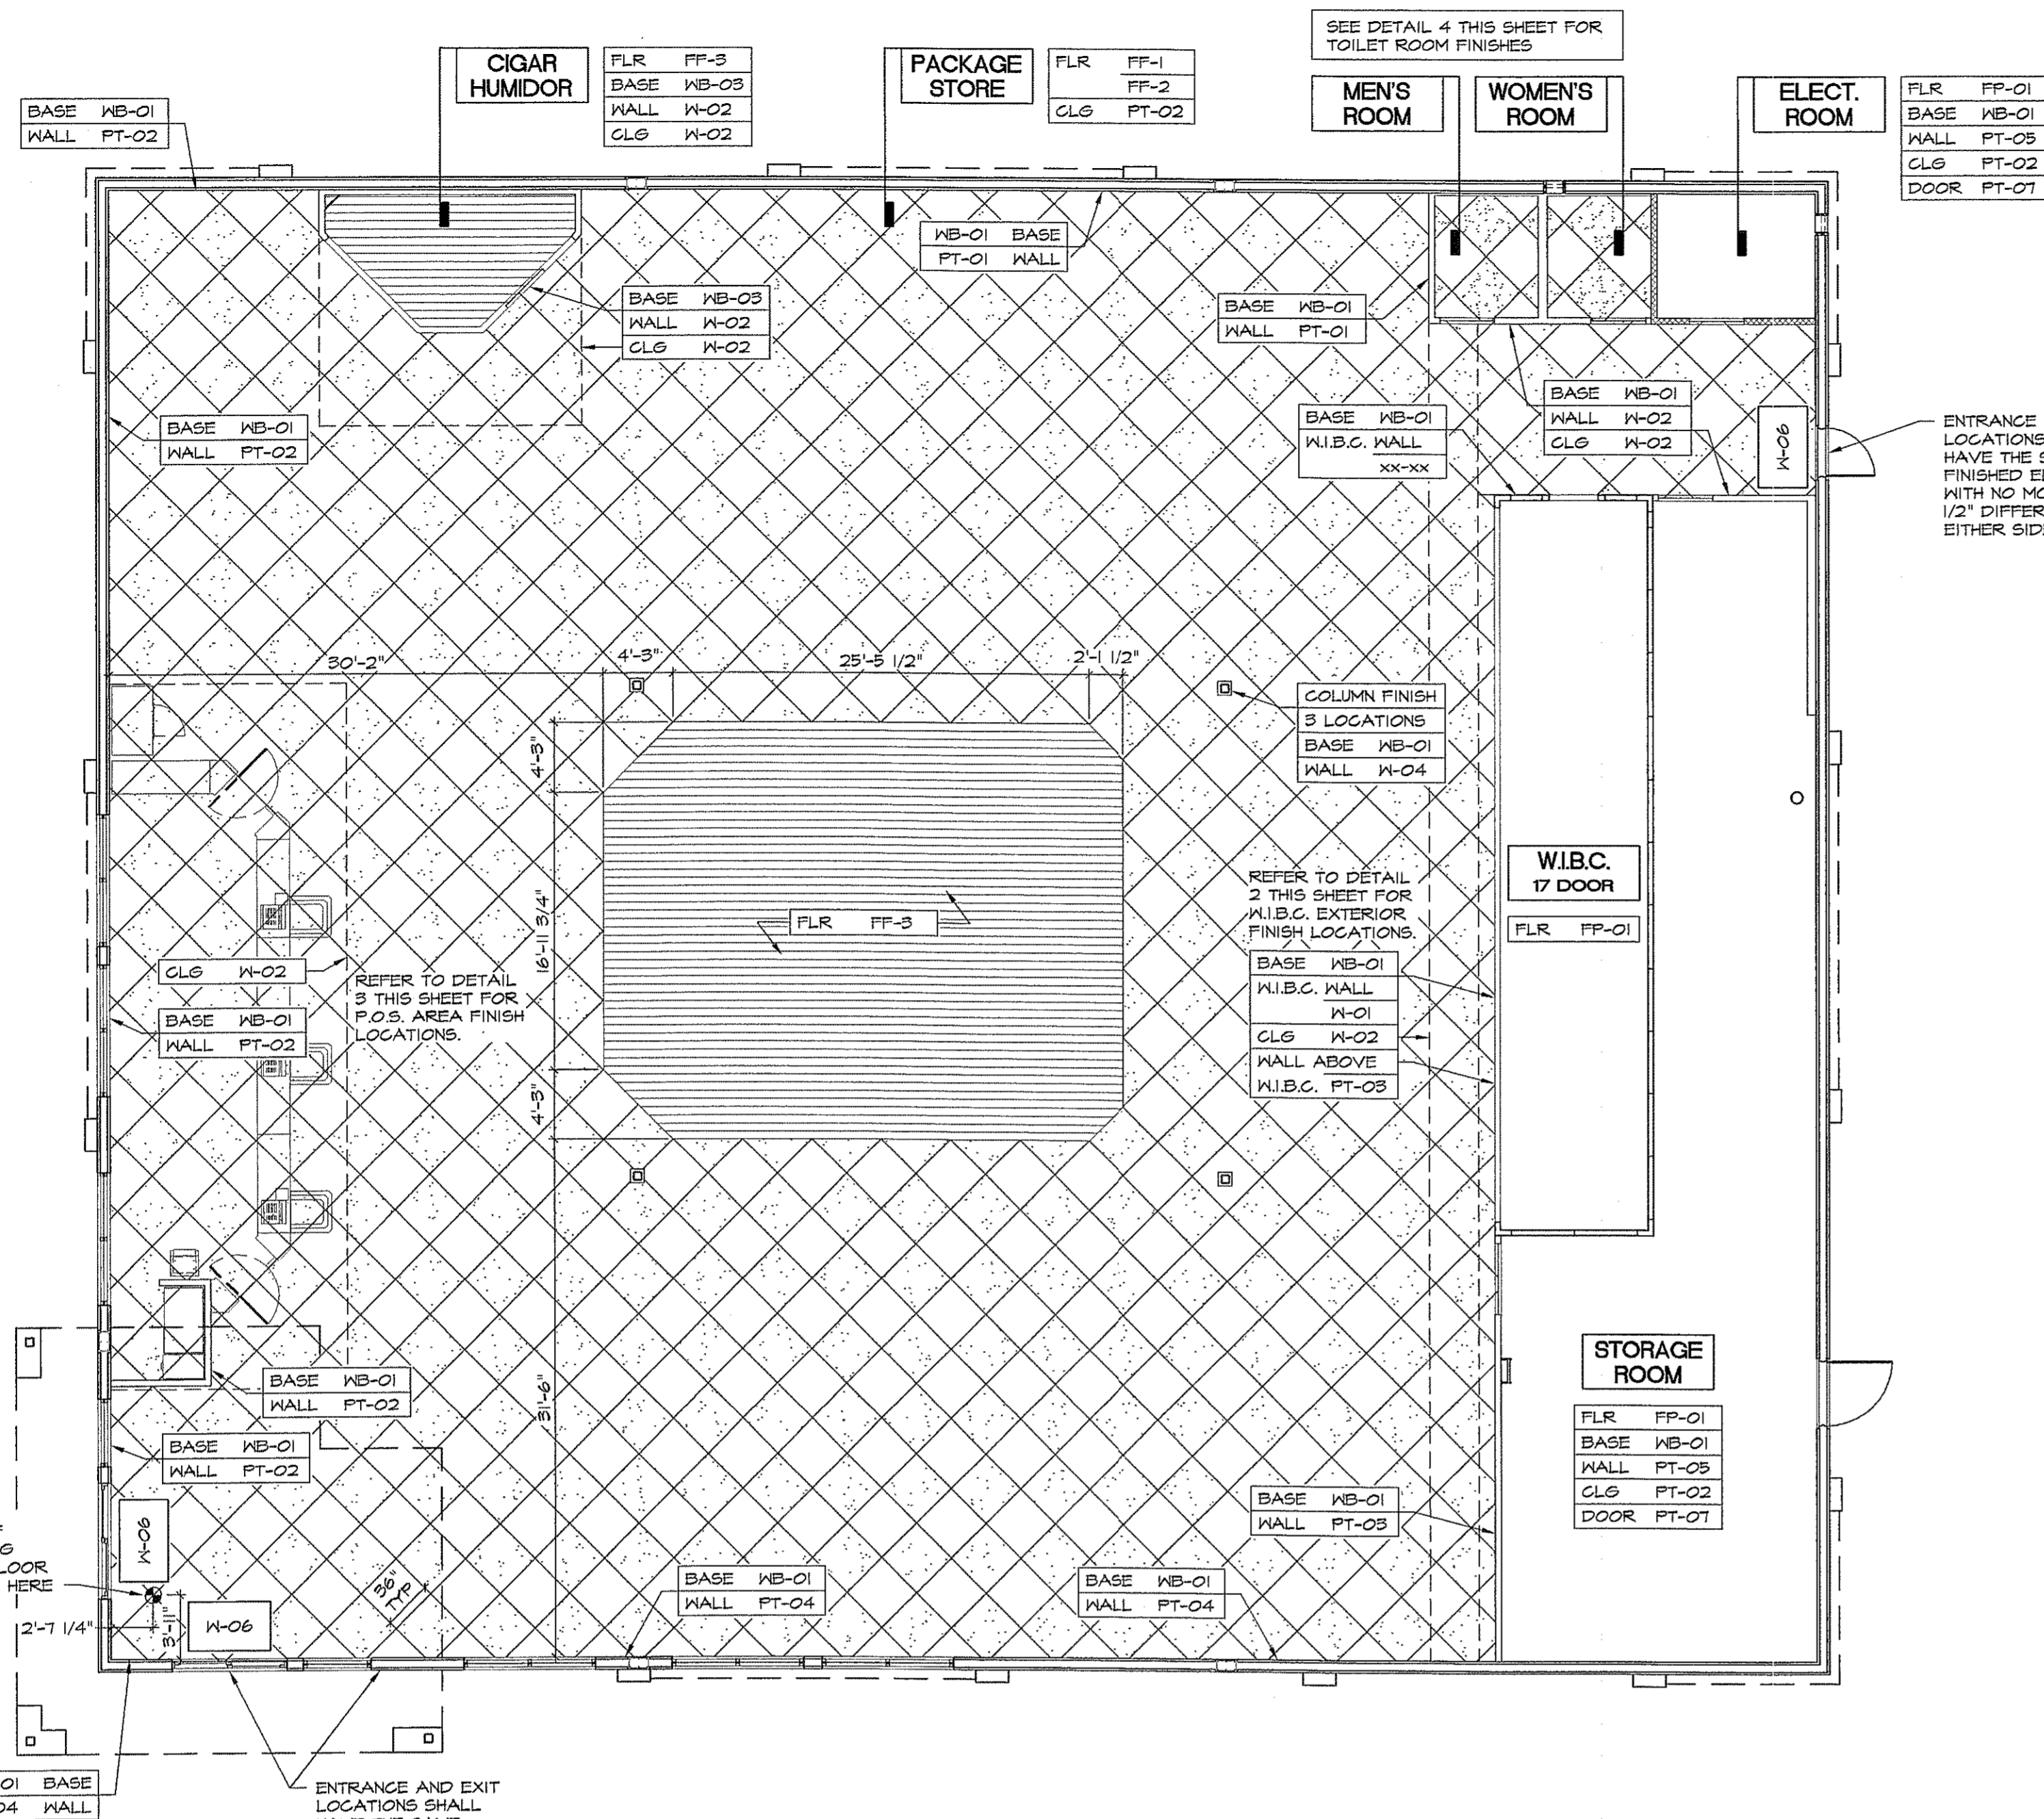 SEE DETAIL 4 THIS SHEET FOR
TOILET ROOM FINISHES
CIGAR
HUMIDOR
FLR FF-3
BASE WB-03
WALL W-02
CLG W-02
PACKAGE
STORE
FLR FF-1
FF-2
CLG PT-02
MEN'S
ROOM
WOMEN'S
ROOM
ELECT.
ROOM
FLR FP-01
BASE WB-01
WALL PT-05
CLG PT-02
DOOR PT-07
BASE WB-01
WALL PT-02
WB-01 BASE
PT-01 WALL
BASE WB-03
WALL W-02
CLG W-02
BASE WB-01
WALL PT-01
BASE WB-01
WALL PT-02
BASE WB-01
W.I.B.C. WALL
XX-XX
BASE WB-01
WALL W-02
CLG W-02
W-06
ENTRANCE
LOCATIONS
HAVE THE S
FINISHED EL
WITH NO MO
1/2" DIFFER
EITHER SID
30'-2"
4'-3"
25'-5 1/2"
2'-1 1/2"
COLUMN FINISH
3 LOCATIONS
BASE WB-01
WALL W-04
4'-3"
16'-11 3/4"
4'-3"
31'-6"
FLR FF-3
W.I.B.C.
17 DOOR
FLR FP-01
REFER TO DETAIL
2 THIS SHEET FOR
W.I.B.C. EXTERIOR
FINISH LOCATIONS.
BASE WB-01
W.I.B.C. WALL
W-01
CLG W-02
WALL ABOVE
W.I.B.C. PT-03
CLG W-02
REFER TO DETAIL
3 THIS SHEET FOR
P.O.S. AREA FINISH
LOCATIONS.
BASE WB-01
WALL PT-02
STORAGE
ROOM
FLR FP-01
BASE WB-01
WALL PT-05
CLG PT-02
DOOR PT-07
BASE WB-01
WALL PT-02
BASE WB-01
WALL PT-02
BASE WB-01
WALL PT-03
W-06
G
LOOR
HERE
2'-7 1/4"
3'-11"
W-06
36"
TYP
BASE WB-01
WALL PT-04
BASE WB-01
WALL PT-04
01 BASE
04 WALL
ENTRANCE AND EXIT
LOCATIONS SHALL